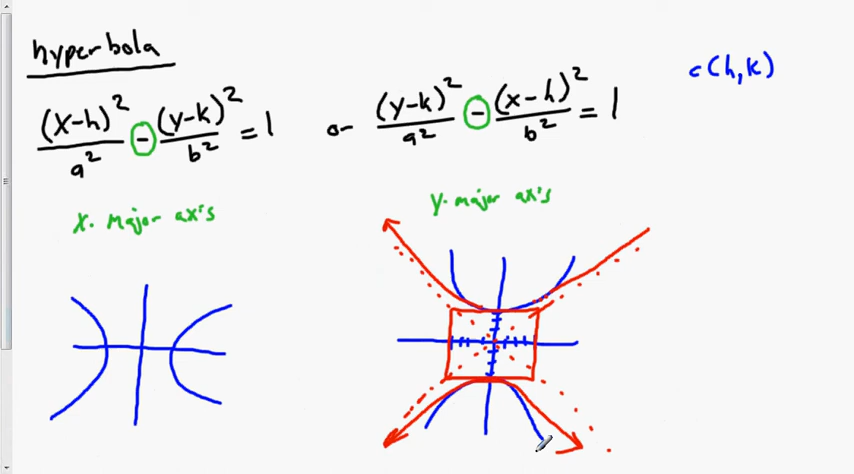 hyperbola
c(h,k)
(x-h)²/a² - (y-k)²/b² = 1 or (y-k)²/a² - (x-h)²/b² = 1
x- major axis
y- major axis